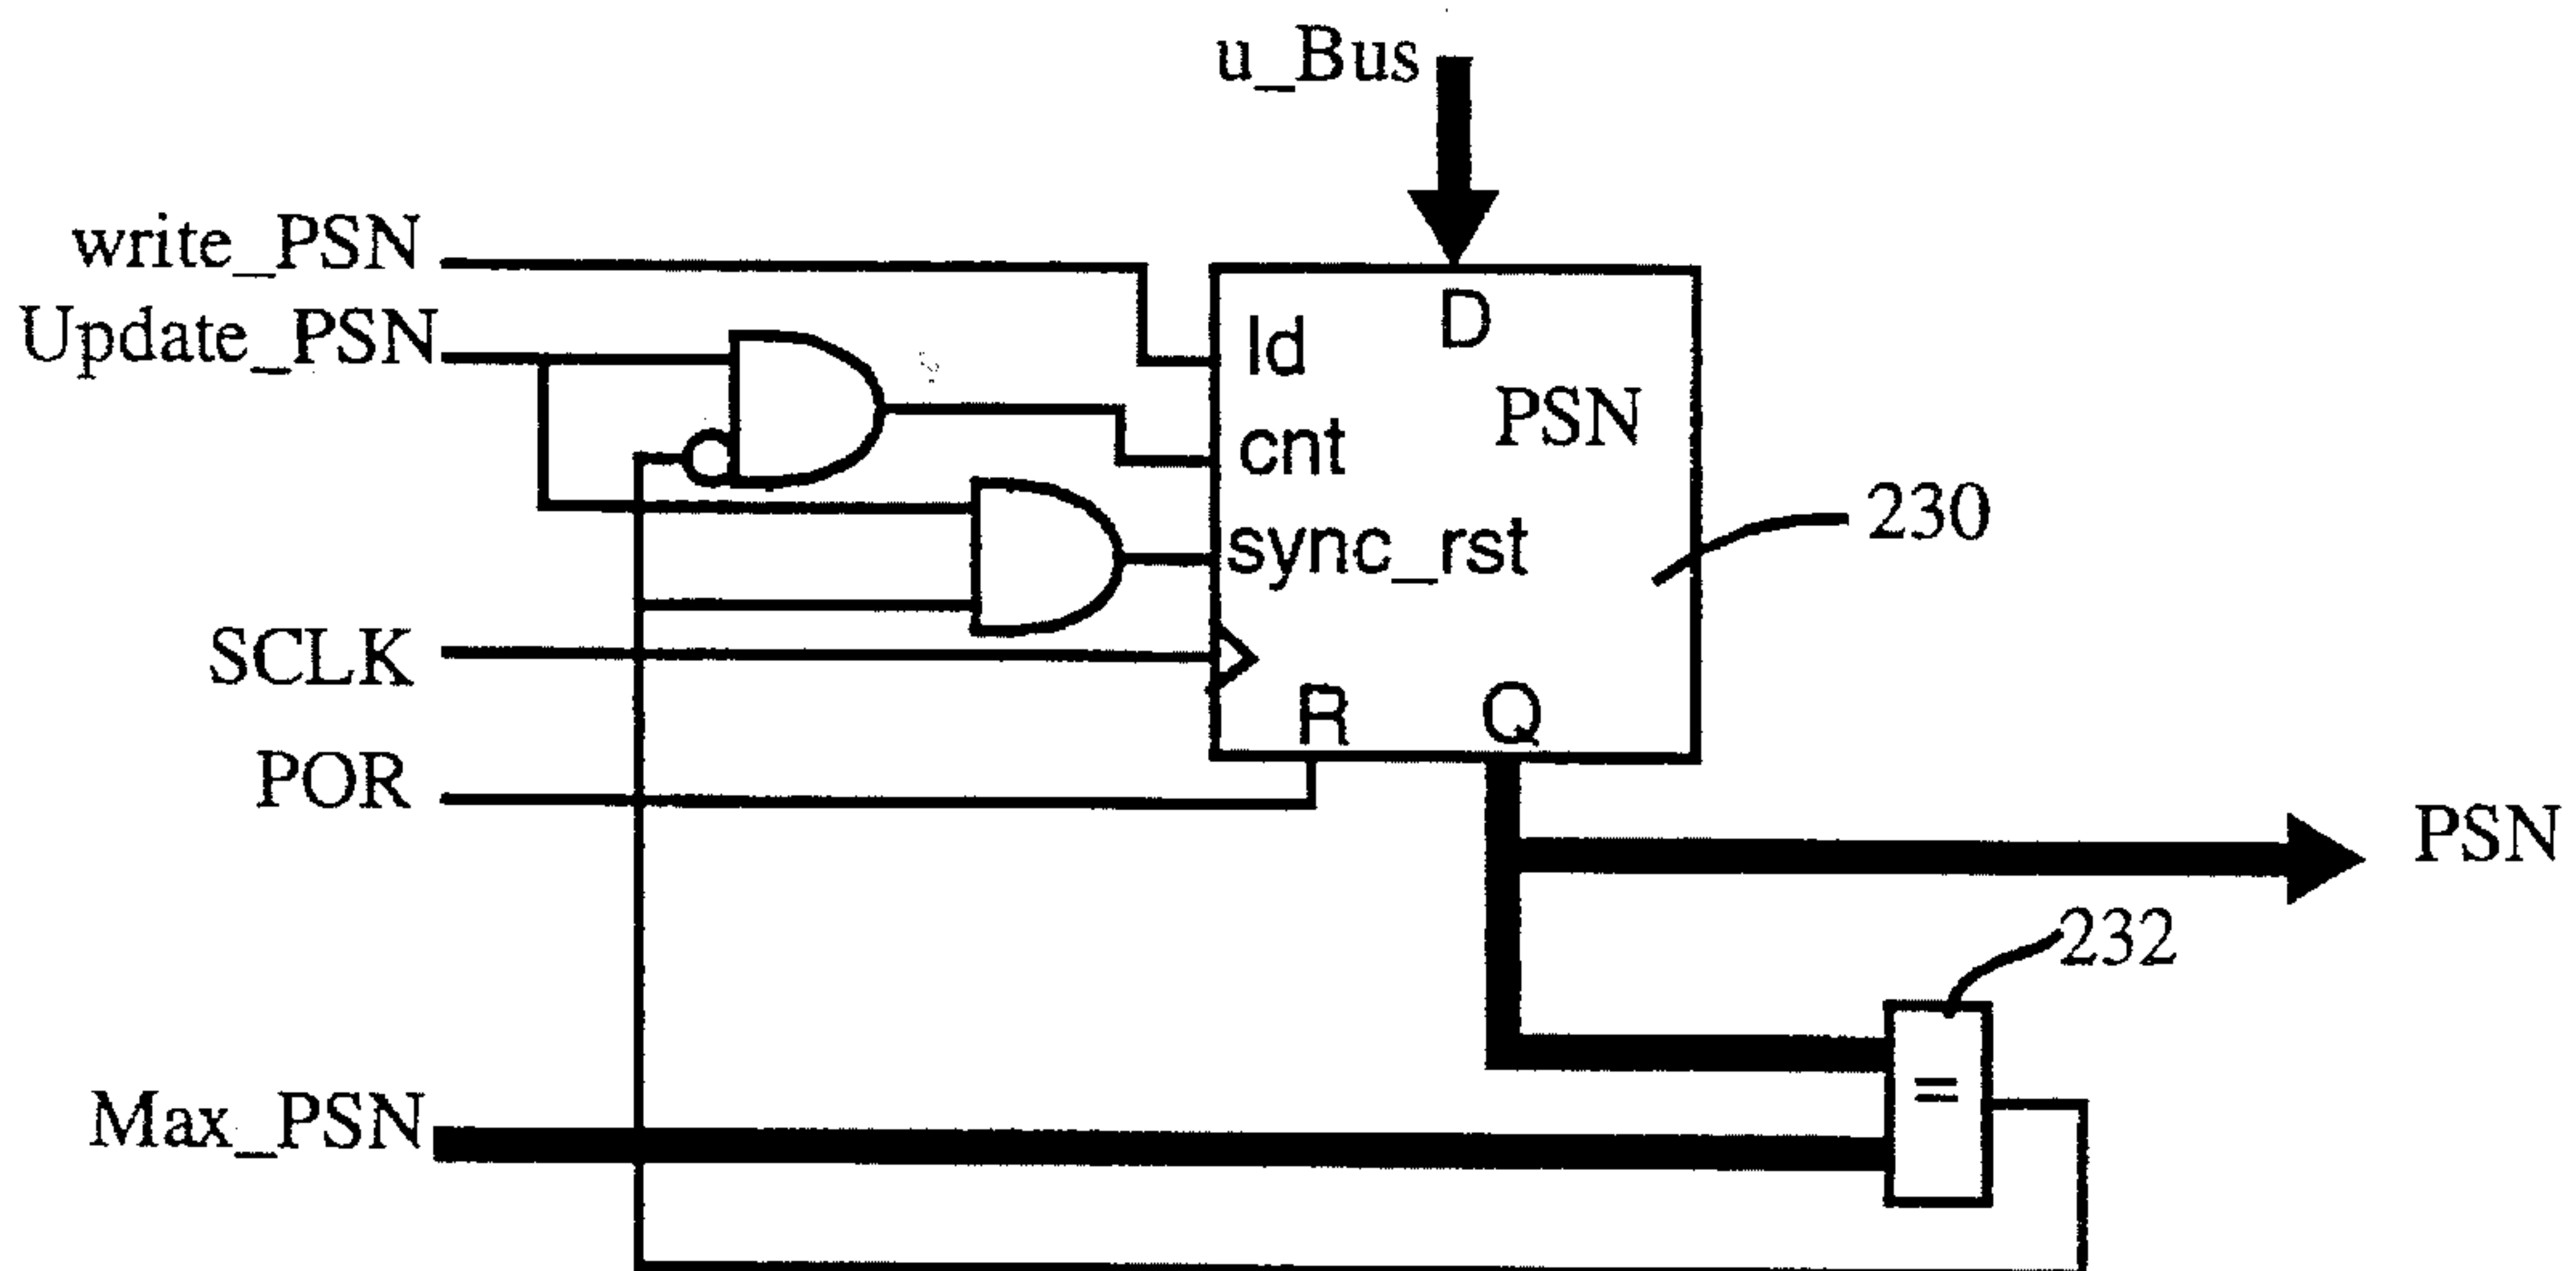 u_Bus
write_PSN
Update_PSN
ld
D
PSN
cnt
sync_rst
230
SCLK
R
Q
POR
PSN
232
Max_PSN
=